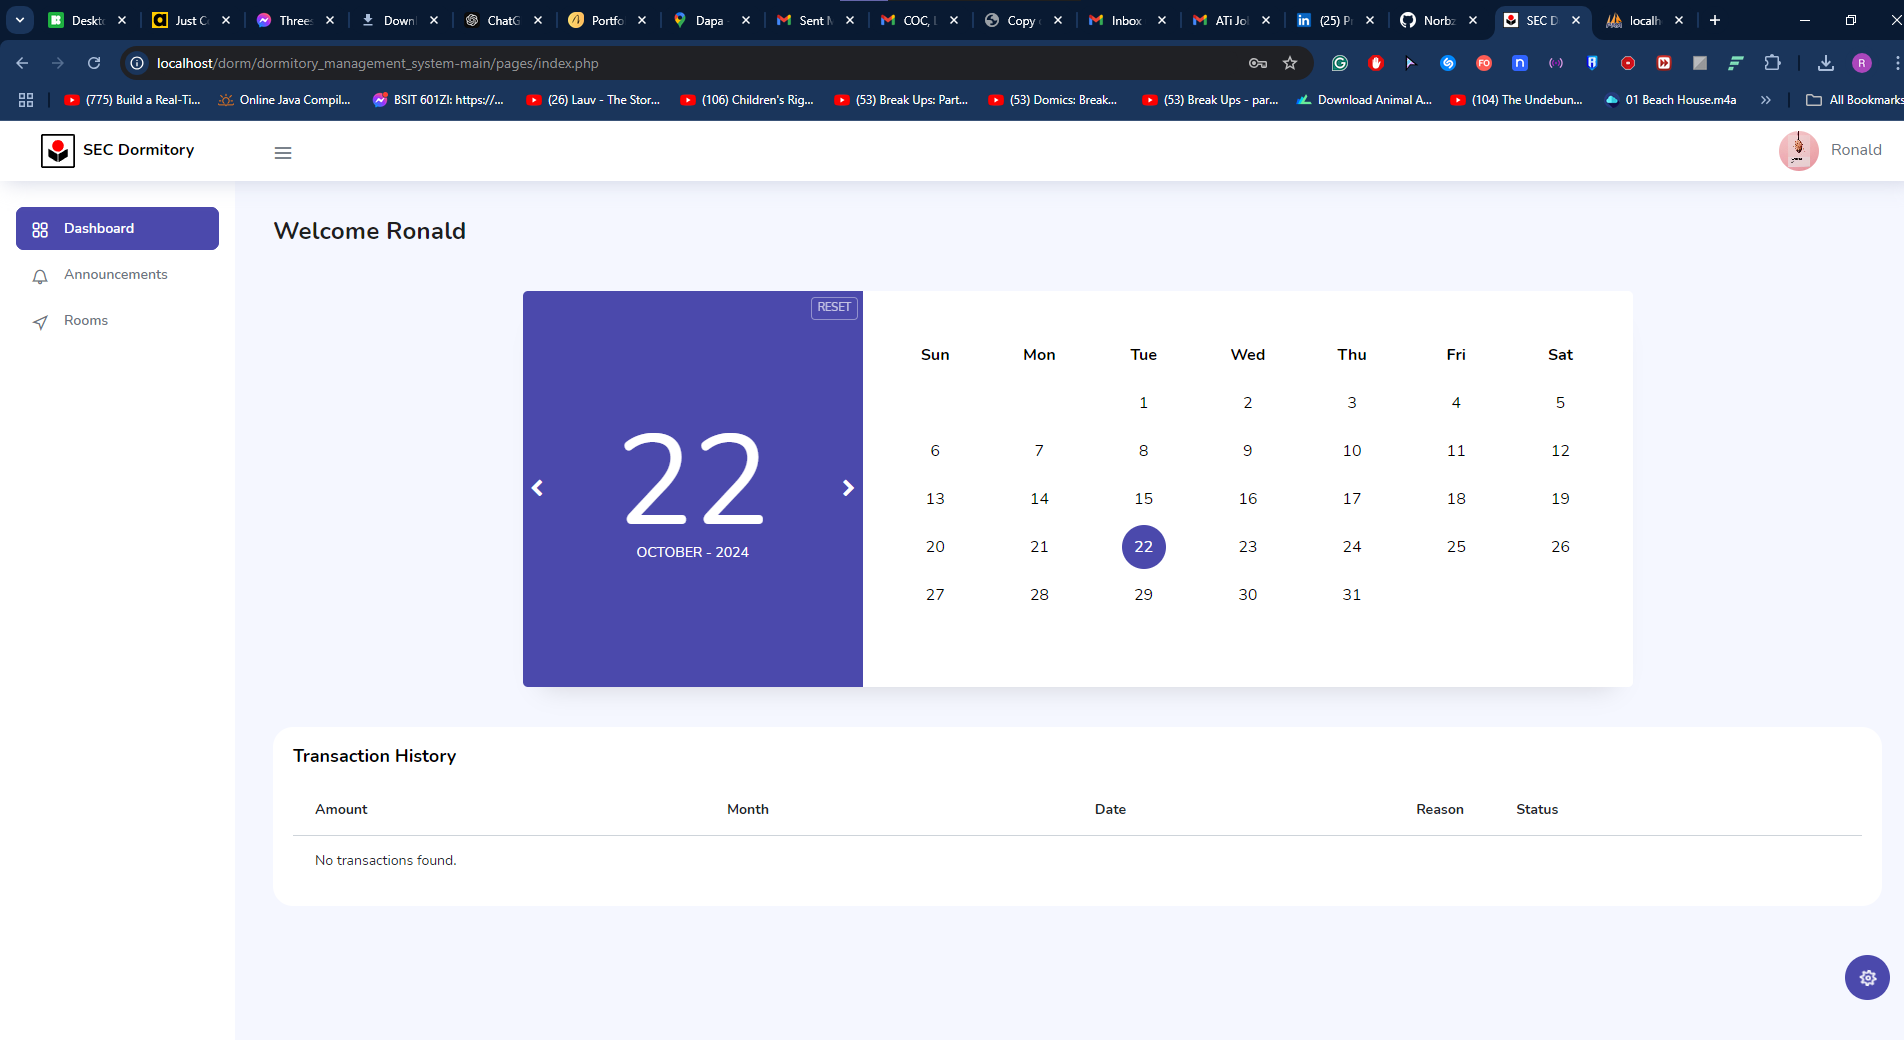 Deskto
Just C
Threes
Down
ChatG
Portfo
Dapa
Sent M
COC, L
Copy
Inbox
ATi Jo
(25) P
Norbz
SEC D
localh
localhost/dorm/dormitory_management_system-main/pages/index.php
(775) Build a Real-Ti...
Online Java Compil...
BSIT 601ZI: https://...
(26) Lauv - The Stor...
(106) Children's Rig...
(53) Break Ups: Part...
(53) Domics: Break...
(53) Break Ups - par...
Download Animal A...
(104) The Undebun...
01 Beach House.m4a
All Bookmarks
SEC Dormitory
Ronald
Dashboard
Announcements
Rooms
Welcome Ronald
RESET
22
OCTOBER - 2024
Sun Mon Tue Wed Thu Fri Sat
1 2 3 4 5
6 7 8 9 10 11 12
13 14 15 16 17 18 19
20 21 22 23 24 25 26
27 28 29 30 31
Transaction History
Amount Month Date Reason Status
No transactions found.